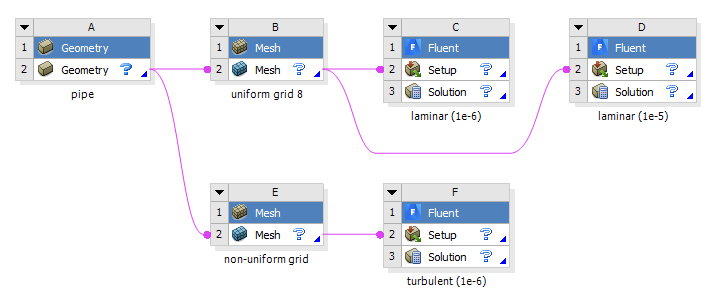 A
1 Geometry
2 Geometry ?
pipe
B
1 Mesh
2 Mesh ?
uniform grid 8
C
1 Fluent
2 Setup ?
3 Solution ?
laminar (1e-6)
D
1 Fluent
2 Setup ?
3 Solution ?
laminar (1e-5)
E
1 Mesh
2 Mesh ?
non-uniform grid
F
1 Fluent
2 Setup ?
3 Solution ?
turbulent (1e-6)